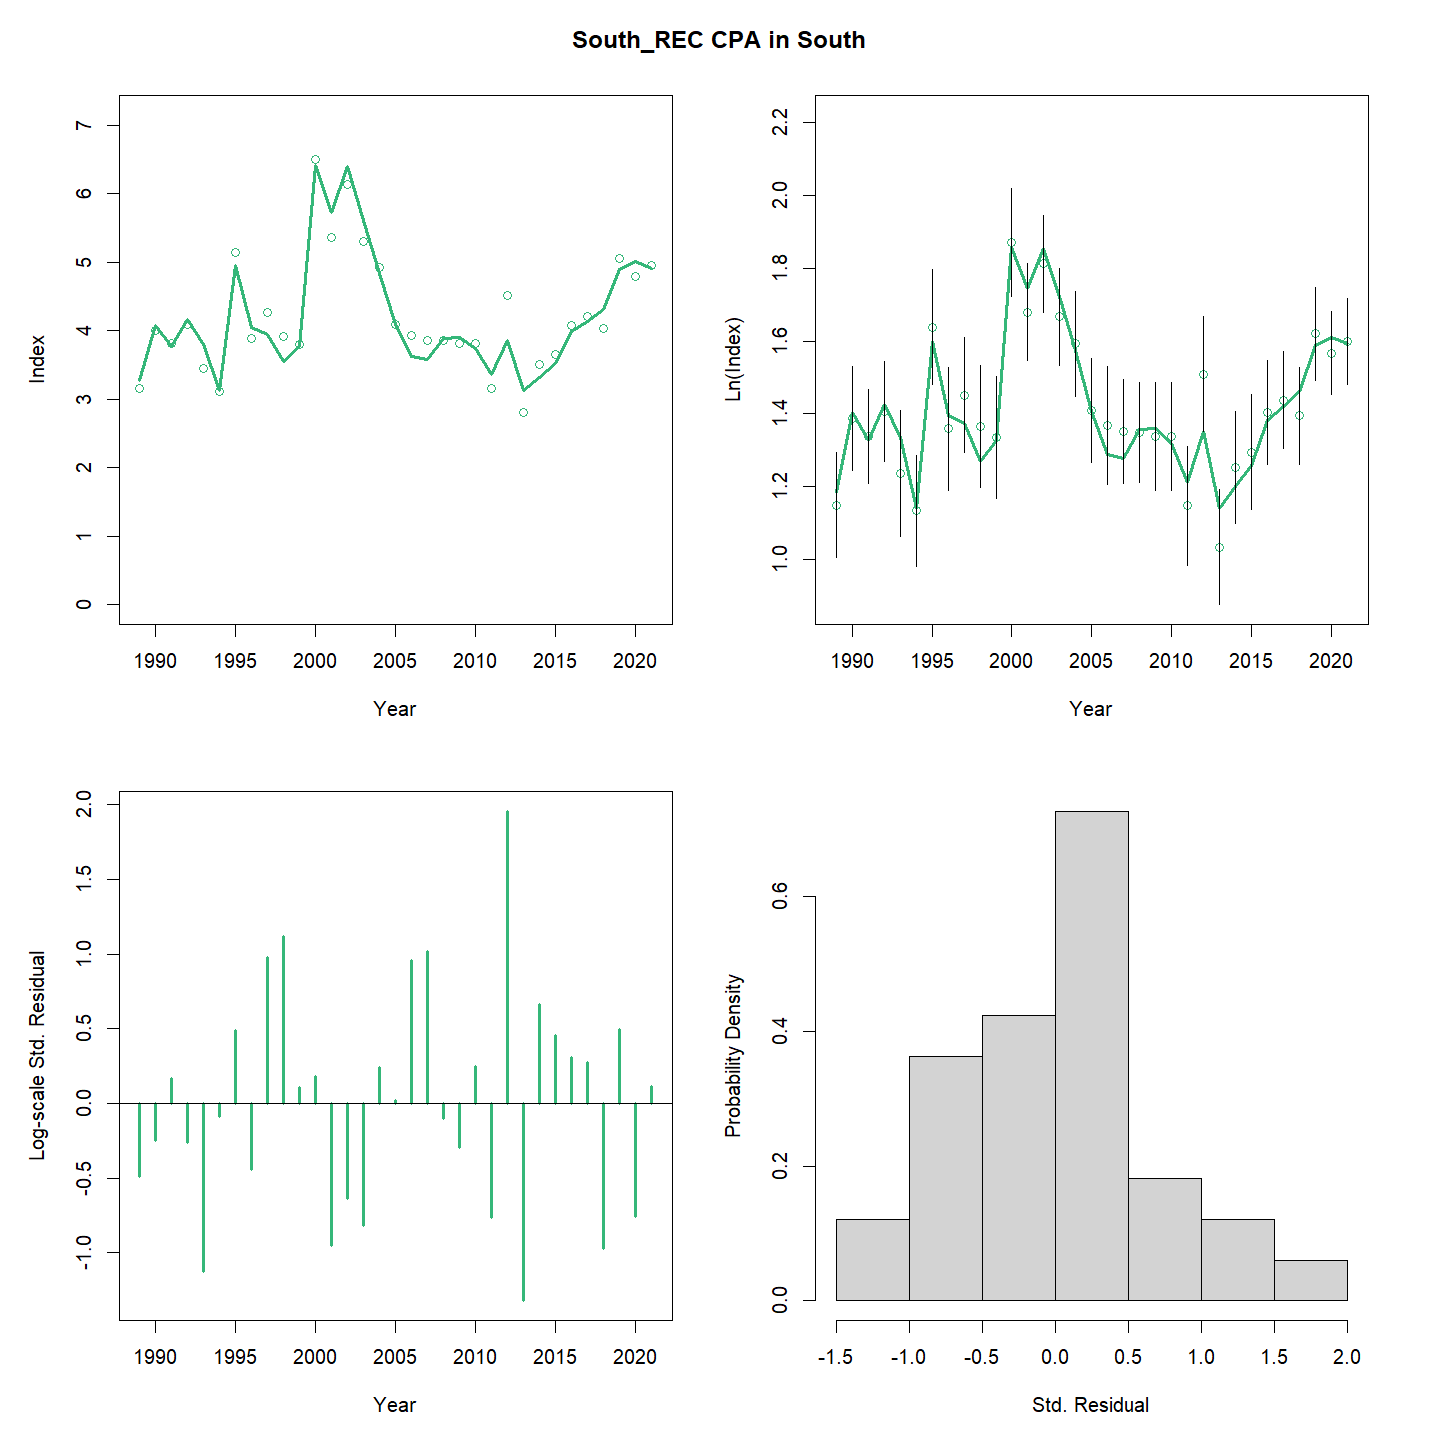 South_REC CPA in South
Index
7
6
5
4
3
2
1
0
1990 1995 2000 2005 2010 2015 2020
Year
Ln(Index)
2.2
2.0
1.8
1.6
1.4
1.2
1.0
1990 1995 2000 2005 2010 2015 2020
Year
Log-scale Std. Residual
2.0
1.5
1.0
0.5
0.0
-0.5
-1.0
1990 1995 2000 2005 2010 2015 2020
Year
Probability Density
0.6
0.4
0.2
0.0
-1.5 -1.0 -0.5 0.0 0.5 1.0 1.5 2.0
Std. Residual